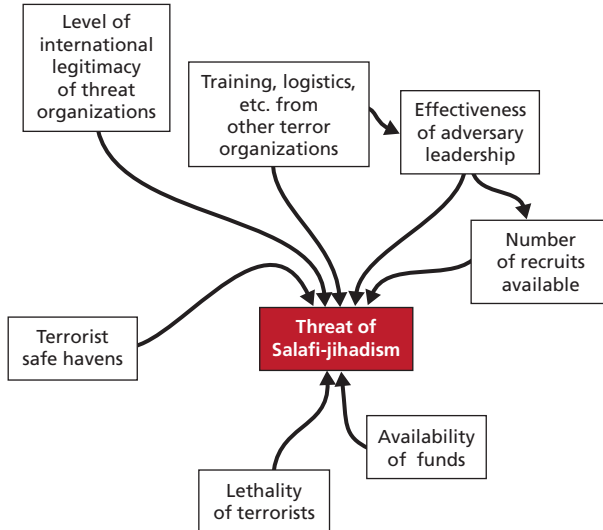 Level of
international
legitimacy
of threat
organizations
Training, logistics,
etc. from
other terror
organizations
Effectiveness
of adversary
leadership
Number
of recruits
available
Threat of
Salafi-jihadism
Terrorist
safe havens
Availability
of funds
Lethality
of terrorists